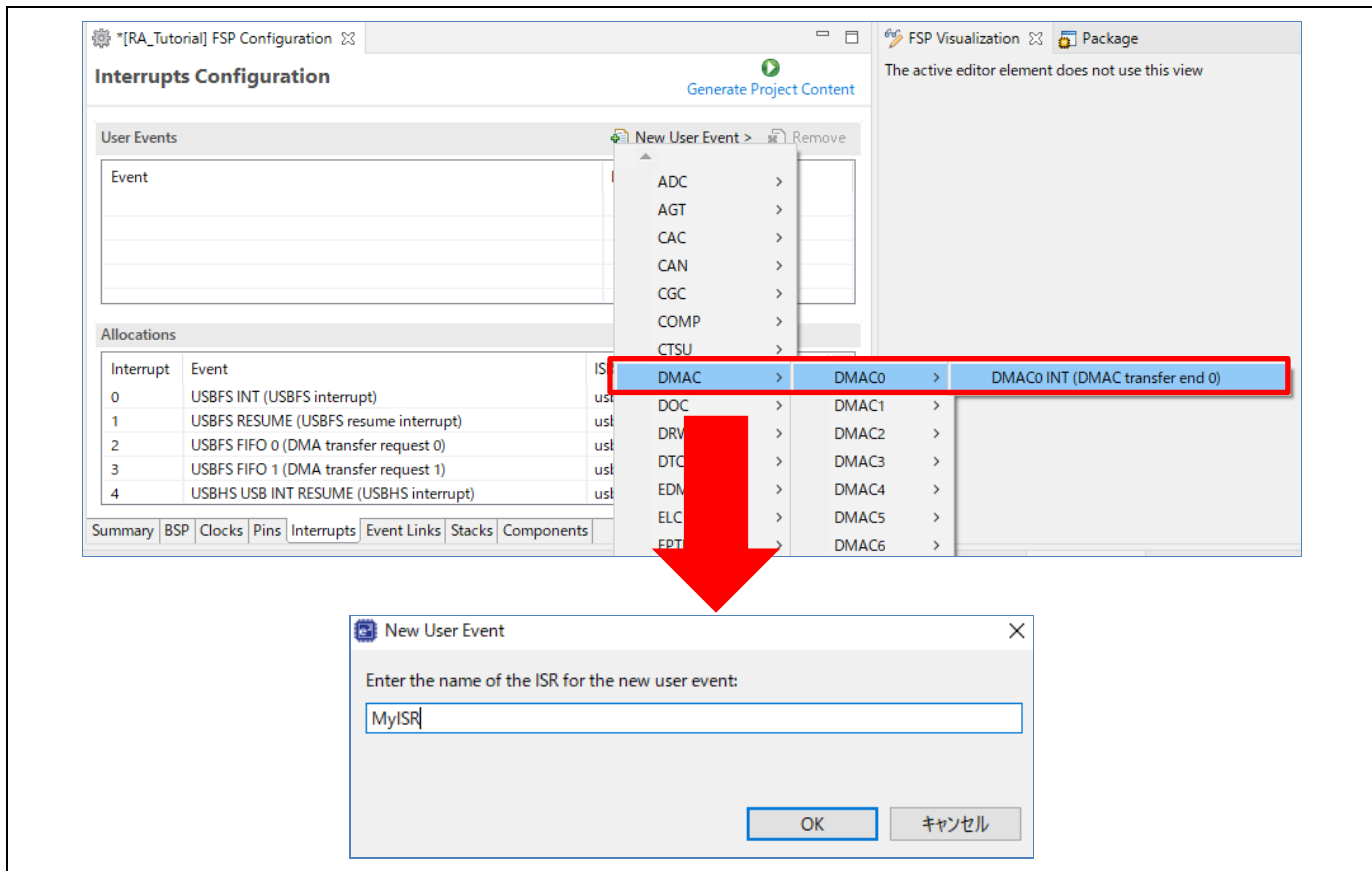 *[RA_Tutorial] FSP Configuration
FSP Visualization Package
Interrupts Configuration
Generate Project Content
The active editor element does not use this view
User Events New User Event > Remove
Event
ADC
AGT
CAC
CAN
CGC
COMP
CTSU
DMAC DMAC0 DMAC0 INT (DMAC transfer end 0)
DOC DMAC1
DMAC2
DMAC3
DMAC4
ELC DMAC5
DMAC6
Allocations
Interrupt Event
0 USBFS INT (USBFS interrupt)
1 USBFS RESUME (USBFS resume interrupt)
2 USBFS FIFO 0 (DMA transfer request 0)
3 USBFS FIFO 1 (DMA transfer request 1)
4 USBHS USB INT RESUME (USBHS interrupt)
Summary BSP Clocks Pins Interrupts Event Links Stacks Components
New User Event
Enter the name of the ISR for the new user event:
MyISR
OK キャンセル